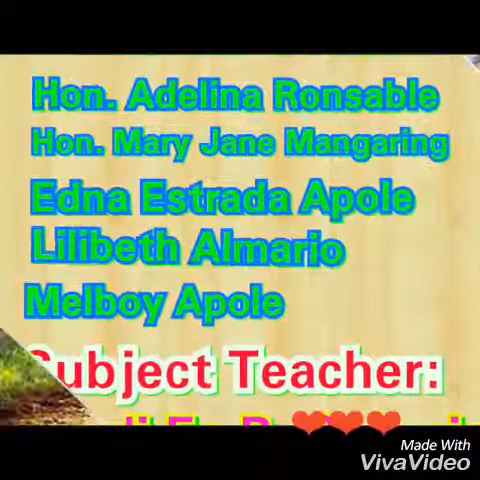 Hon. Adelina Ronsable
Hon. Mary Jane Mangaring
Edna Estrada Apole
Lilibeth Almario
Melboy Apole
Subject Teacher:
Made With
VivaVideo